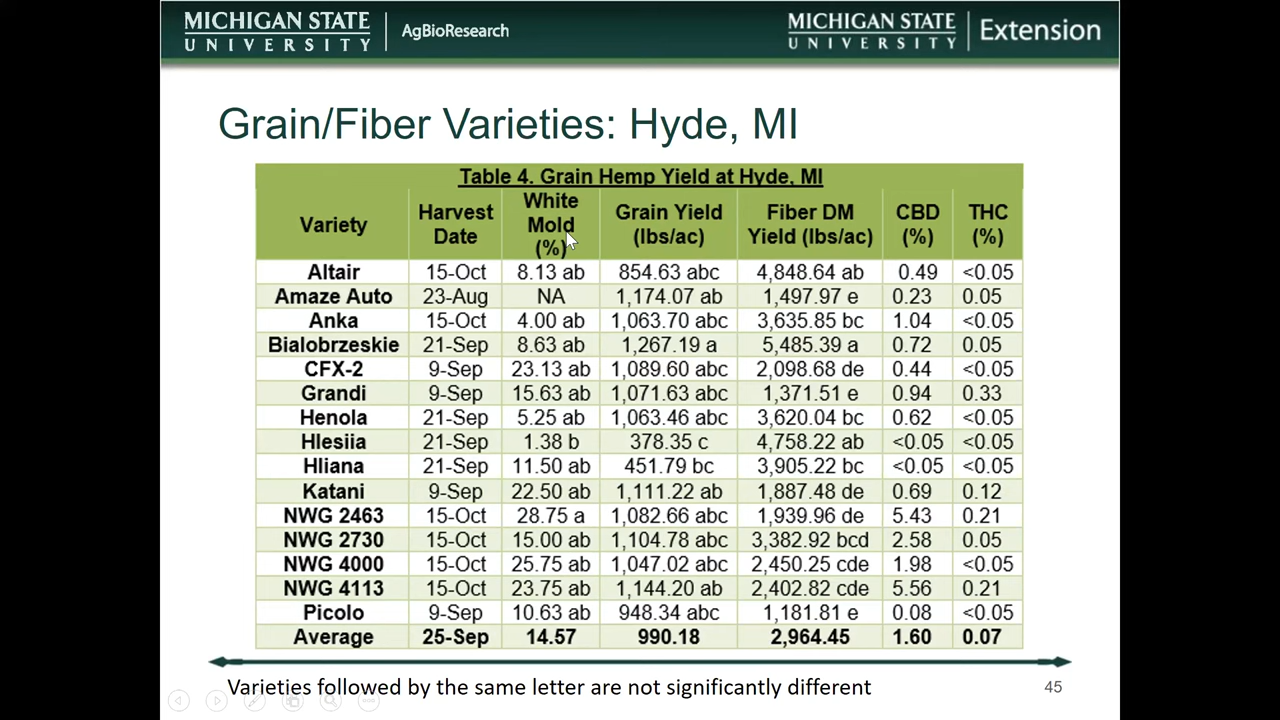 MICHIGAN STATE UNIVERSITY AgBioResearch MICHIGAN STATE UNIVERSITY Extension
Grain/Fiber Varieties: Hyde, MI
Table 4. Grain Hemp Yield at Hyde, MI
Variety Harvest Date White Mold (%) Grain Yield (lbs/ac) Fiber DM Yield (lbs/ac) CBD (%) THC (%)
Altair 15-Oct 8.13 ab 854.63 abc 4,848.64 ab 0.49 <0.05
Amaze Auto 23-Aug NA 1,174.07 ab 1,497.97 e 0.23 0.05
Anka 15-Oct 4.00 ab 1,063.70 abc 3,635.85 bc 1.04 <0.05
Bialobrzeskie 21-Sep 8.63 ab 1,267.19 a 5,485.39 a 0.72 0.05
CFX-2 9-Sep 23.13 ab 1,089.60 abc 2,098.68 de 0.44 <0.05
Grandi 9-Sep 15.63 ab 1,071.63 abc 1,371.51 e 0.94 0.33
Henola 21-Sep 5.25 ab 1,063.46 abc 3,620.04 bc 0.62 <0.05
Hlesiia 21-Sep 1.38 b 378.35 c 4,758.22 ab <0.05 <0.05
Hliana 21-Sep 11.50 ab 451.79 bc 3,905.22 bc <0.05 <0.05
Katani 9-Sep 22.50 ab 1,111.22 ab 1,887.48 de 0.69 0.12
NWG 2463 15-Oct 28.75 a 1,082.66 abc 1,939.96 de 5.43 0.21
NWG 2730 15-Oct 15.00 ab 1,104.78 abc 3,382.92 bcd 2.58 0.05
NWG 4000 15-Oct 25.75 ab 1,047.02 abc 2,450.25 cde 1.98 <0.05
NWG 4113 15-Oct 23.75 ab 1,144.20 ab 2,402.82 cde 5.56 0.21
Picolo 9-Sep 10.63 ab 948.34 abc 1,181.81 e 0.08 <0.05
Average 25-Sep 14.57 990.18 2,964.45 1.60 0.07
Varieties followed by the same letter are not significantly different 45